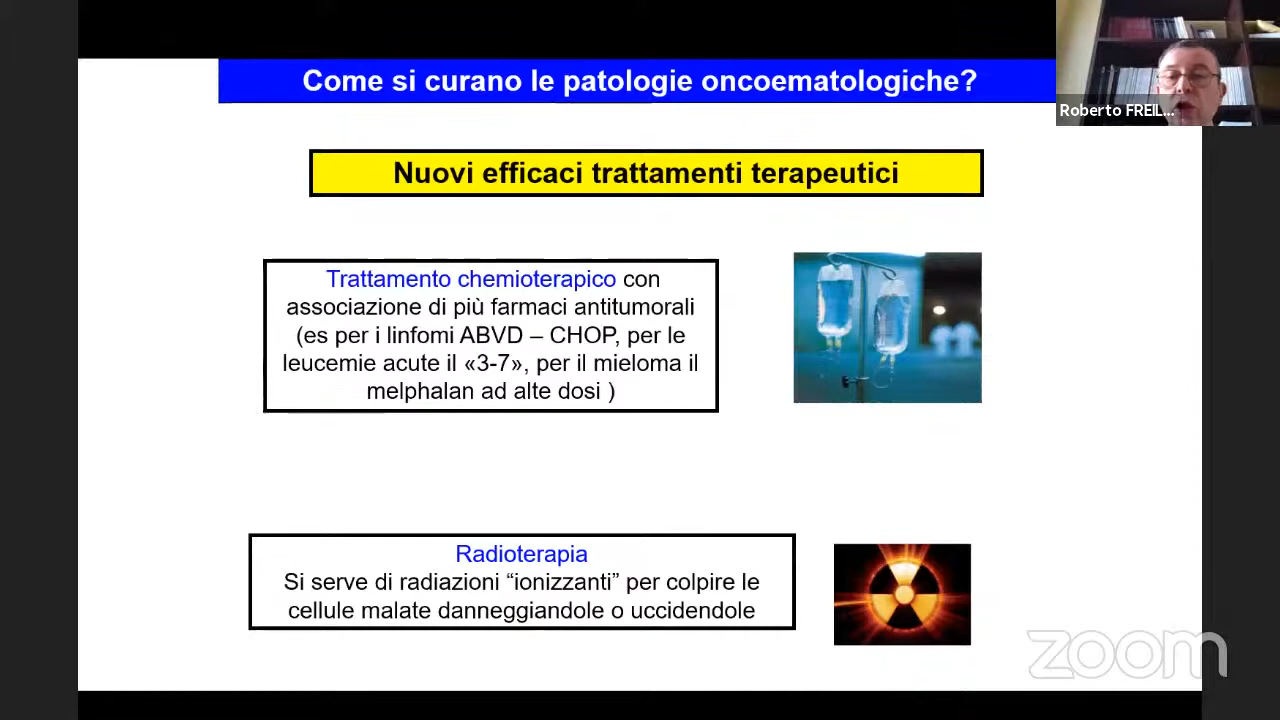 Come si curano le patologie oncoematologiche?
Roberto FREIL...
Nuovi efficaci trattamenti terapeutici
Trattamento chemioterapico con
associazione di più farmaci antitumorali
(es per i linfomi ABVD – CHOP, per le
leucemie acute il «3-7», per il mieloma il
melphalan ad alte dosi )
Radioterapia
Si serve di radiazioni “ionizzanti” per colpire le
cellule malate danneggiandole o uccidendole
zoom